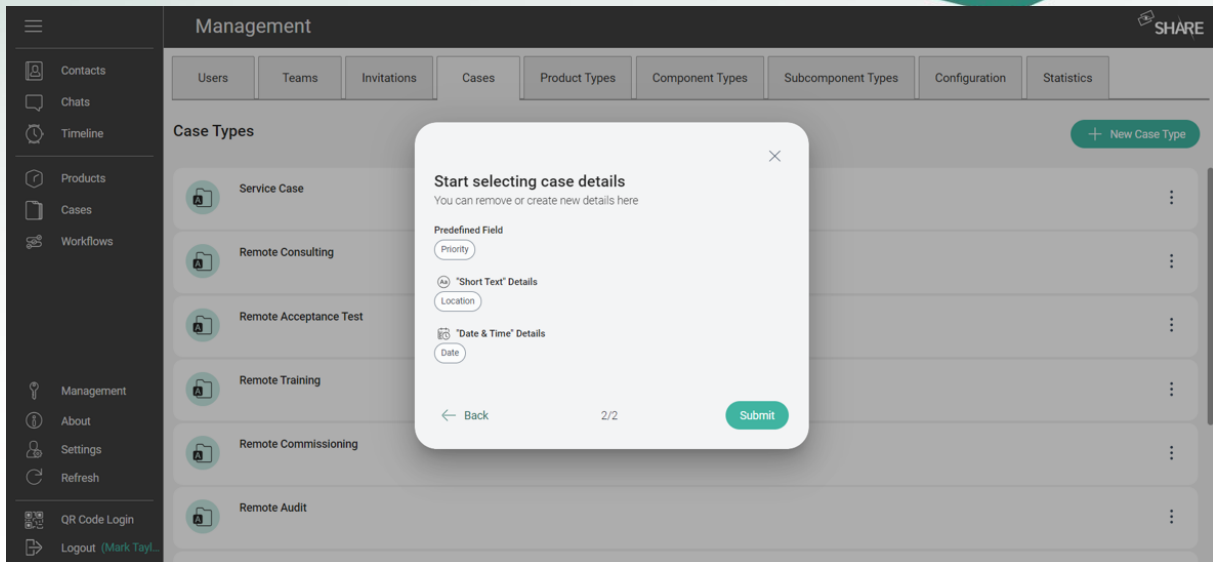 Management
SHARE
Contacts
Chats
Timeline
Products
Cases
Workflows
Management
About
Settings
Refresh
QR Code Login
Logout (Mark Tayl...
Users
Teams
Invitations
Cases
Product Types
Component Types
Subcomponent Types
Configuration
Statistics
Case Types
+ New Case Type
A
Service Case
A
Remote Consulting
A
Remote Acceptance Test
A
Remote Training
A
Remote Commissioning
A
Remote Audit
Start selecting case details
You can remove or create new details here
Predefined Field
Priority
Aa "Short Text" Details
Location
"Date & Time" Details
Date
Back
2/2
Submit